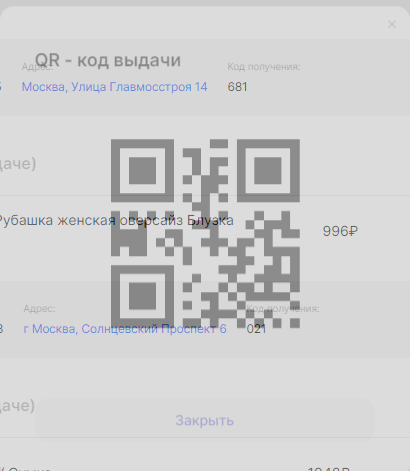 ×
QR - код выдачи
Адрес: Код получения:
Москва, Улица Главмосстроя 14 681
даче)
Рубашка женская оверсайз Блузка
996₽
Адрес: Код получения:
г Москва, Солнцевский Проспект 6 021
даче)
Закрыть